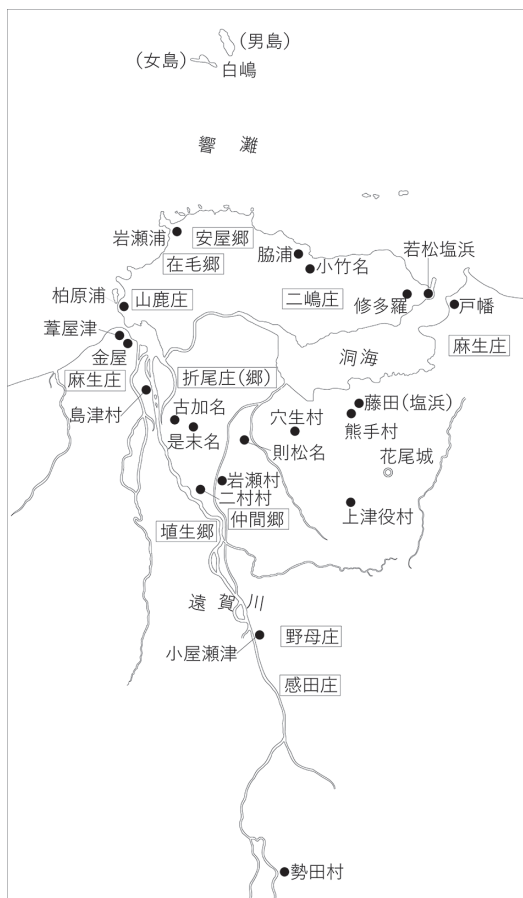 (男島)
(女島)
白嶋
響灘
岩瀬浦
安屋郷
在毛郷
脇浦
小竹名
若松塩浜
柏原浦
山鹿庄
二嶋庄
修多羅
戸幡
葦屋津
金屋
洞海
麻生庄
麻生庄
折尾庄(郷)
島津村
古加名
是末名
穴生村
藤田(塩浜)
熊手村
則松名
花尾城
岩瀬村
二村村
上津役村
埴生郷
仲間郷
遠賀川
小屋瀬津
野母庄
感田庄
勢田村